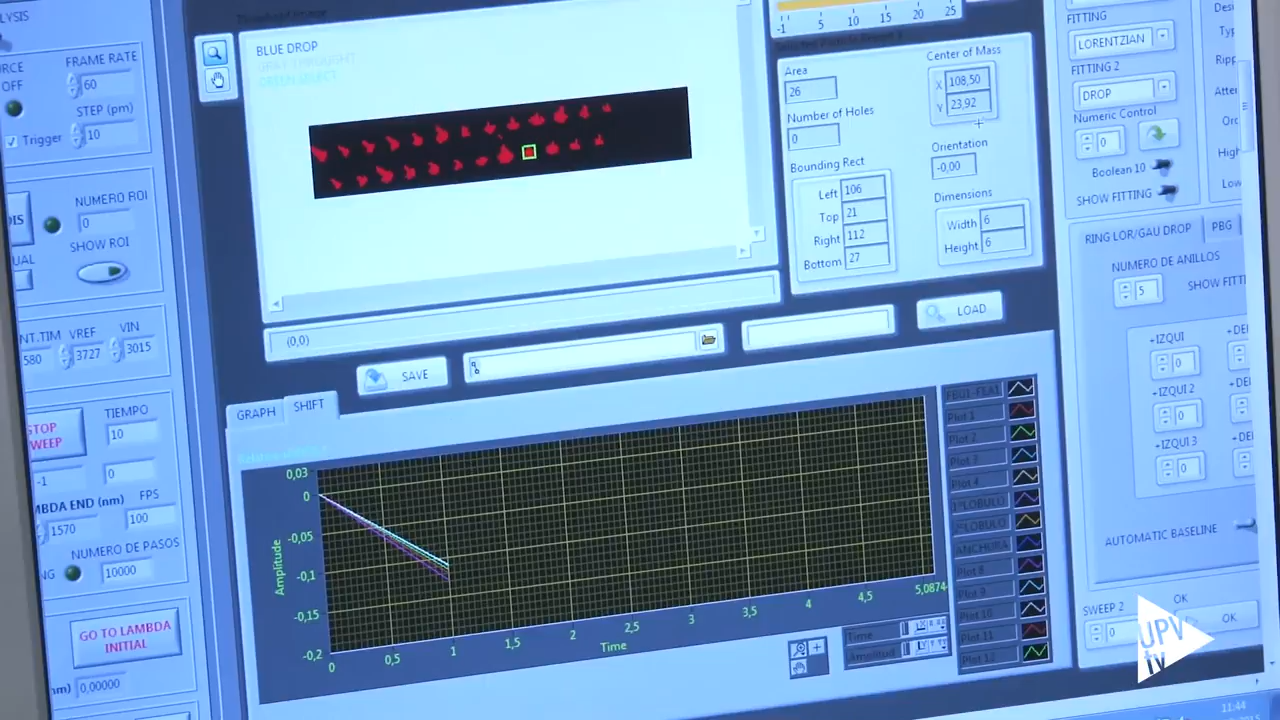 LYSIS
FRAME RATE
60
STEP (pm)
Trigger
10
OFF
NUMERO ROI
0
SHOW ROI
VREF
VIN
580
3727
3015
STOP
SWEEP
TIEMPO
10
-1
0
MBDA END (nm)
FPS
1570
100
NUMERO DE PASOS
10000
GO TO LAMBDA
INITIAL
0,00000
BLUE DROP
(0,0)
SAVE
LOAD
GRAPH
SHIFT
Amplitude
0,03
0
-0,05
-0,1
-0,15
-0,2
0
0,5
1
1,5
2
2,5
3
3,5
4
4,5
5,0874
Time
Time
Amplitud
Plot 1
Plot 2
Plot 3
Plot 4
1ºLOBULO
2ºLOBULO
ANCHURA
Plot 8
Plot 9
Plot 10
Plot 11
Plot 12
-1
5
10
15
20
25
Area
26
Number of Holes
0
Bounding Rect
Left
106
Top
21
Right
112
Bottom
27
Center of Mass
X
108,50
Y
23,92
Orientation
-0,00
Dimensions
Width
6
Height
6
FITTING
LORENTZIAN
FITTING 2
DROP
Numeric Control
0
Boolean 10
SHOW FITTING
RING LOR/GAU DROP
PBG
NUMERO DE ANILLOS
5
SHOW FITTI
+IZQUI
0
+IZQUI 2
0
+IZQUI 3
0
AUTOMATIC BASELINE
SWEEP 2
0
OK
OK
UPV
tv
11:44